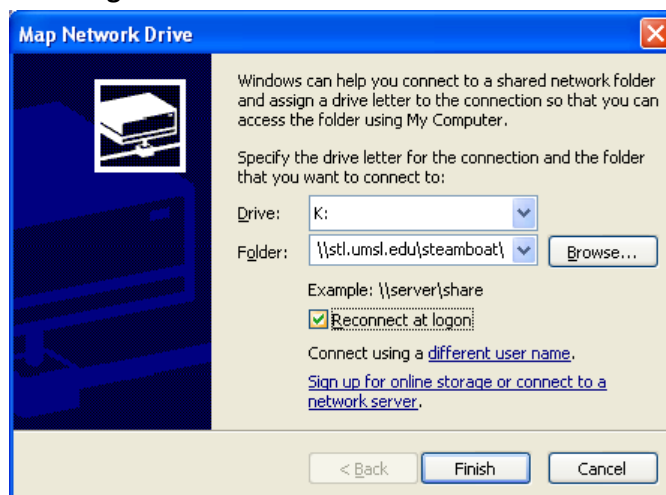 Map Network Drive
Windows can help you connect to a shared network folder
and assign a drive letter to the connection so that you can
access the folder using My Computer.
Specify the drive letter for the connection and the folder
that you want to connect to:
Drive: K:
Folder: \\stl.umsl.edu\steamboat\ Browse...
Example: \\server\share
Reconnect at logon
Connect using a different user name.
Sign up for online storage or connect to a
network server.
< Back Finish Cancel